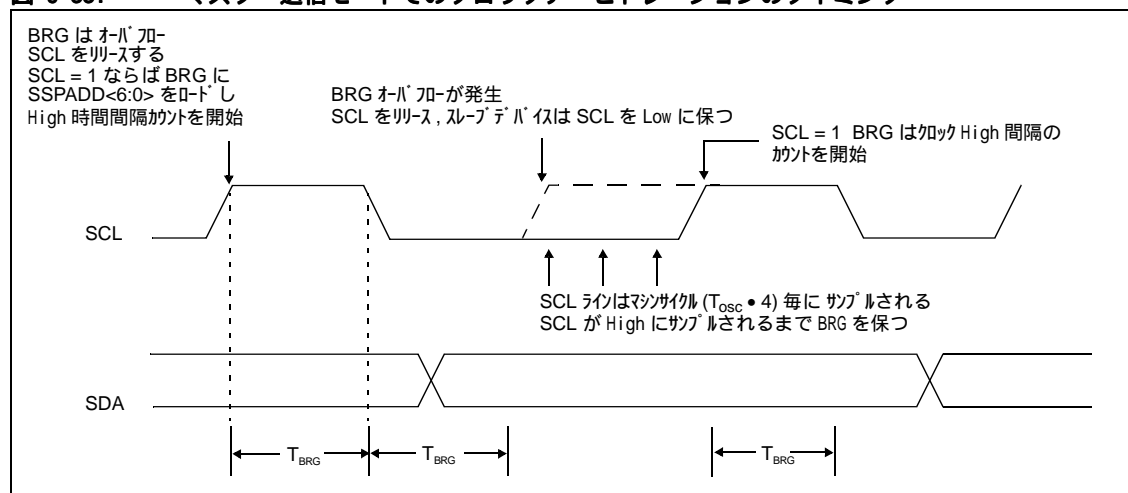 BRG は ｵｰﾊﾞﾌﾛｰ
SCL をﾘﾘｰｽする
SCL = 1 ならば BRG に
SSPADD<6:0> をﾛｰﾄﾞし
High 時間間隔ｶｳﾝﾄを開始
BRG ｵｰﾊﾞﾌﾛｰが発生
SCL をﾘﾘｰｽ , ｽﾚｰﾌﾞﾃﾞﾊﾞｲｽは SCL を Low に保つ
SCL = 1 BRG はｸﾛｯｸ High 間隔の
ｶｳﾝﾄを開始
SCL
SCL ﾗｲﾝはﾏｼﾝｻｲｸﾙ (Tosc • 4) 毎に ｻﾝﾌﾟﾙされる
SCL が High にｻﾝﾌﾟﾙされるまで BRG を保つ
SDA
TBRG TBRG TBRG